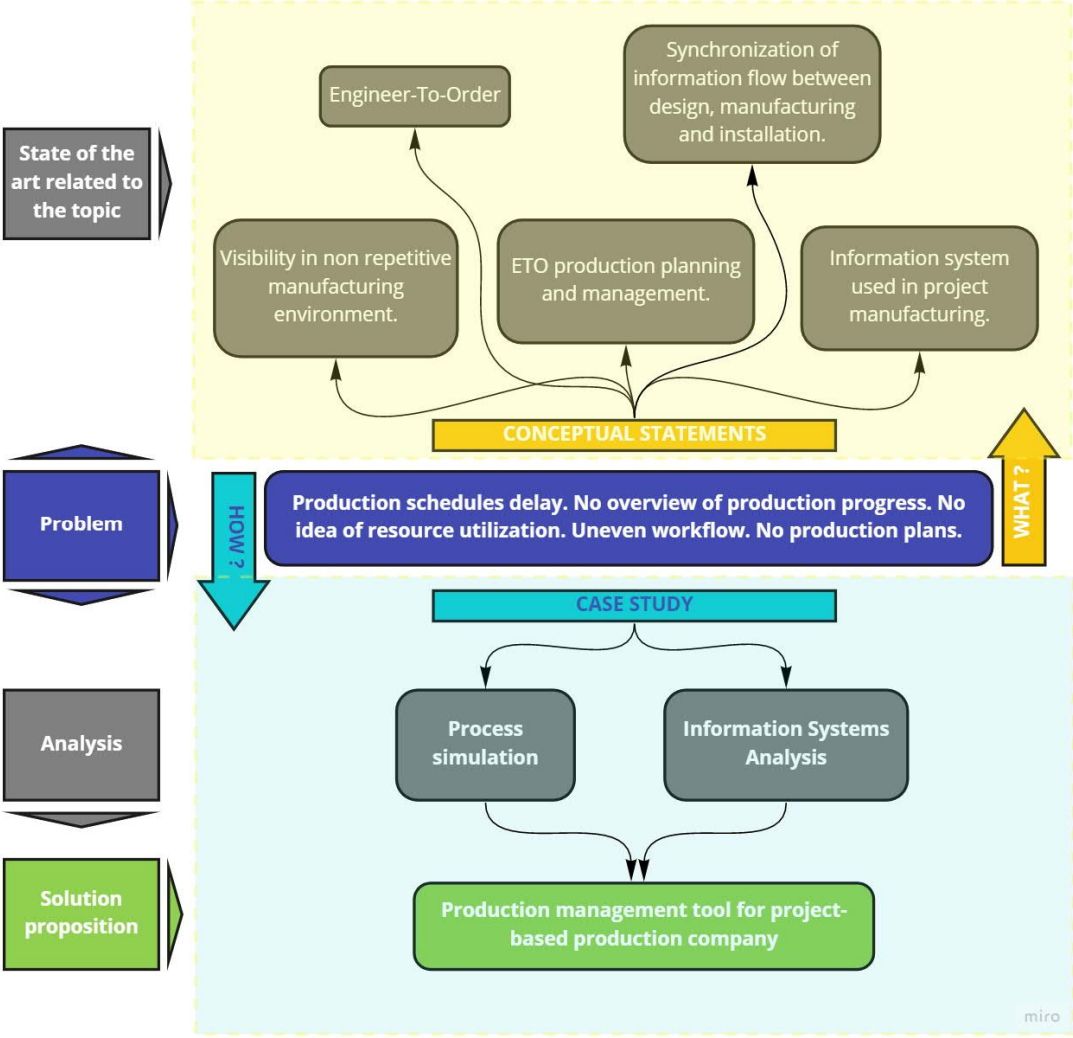 Engineer-To-Order
Synchronization of
information flow between
design, manufacturing
and installation.
State of the
art related to
the topic
Visibility in non repetitive
manufacturing
environment.
ETO production planning
and management.
Information system
used in project
manufacturing.
CONCEPTUAL STATEMENTS
Problem
HOW ?
Production schedules delay. No overview of production progress. No
idea of resource utilization. Uneven workflow. No production plans.
WHAT ?
CASE STUDY
Analysis
Process
simulation
Information Systems
Analysis
Solution
proposition
Production management tool for project-
based production company
miro